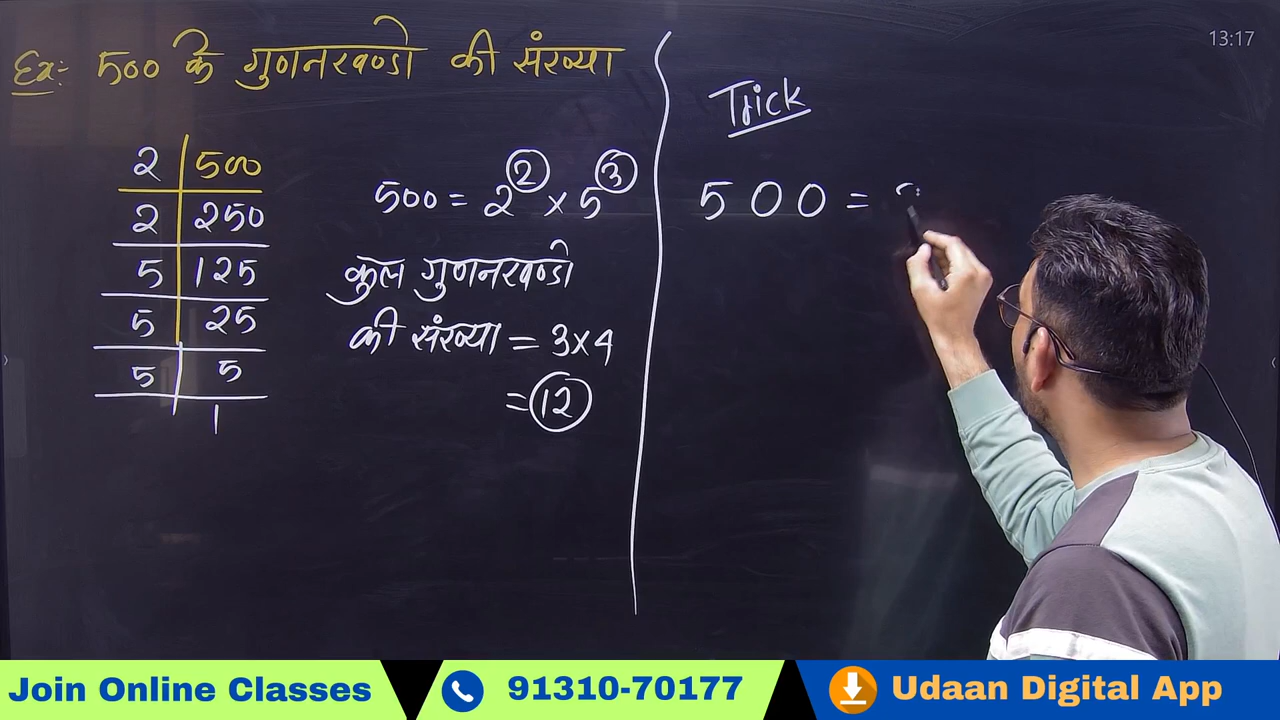 Ex:- 500 के गुणनखण्डो की संख्या
2 | 500
2 | 250
5 | 125
5 | 25
5 | 5
1
500 = 2² × 5³
कुल गुणनखण्डो
की संख्या = 3×4
= 12
Trick
500 =
13:17
Join Online Classes
91310-70177
Udaan Digital App